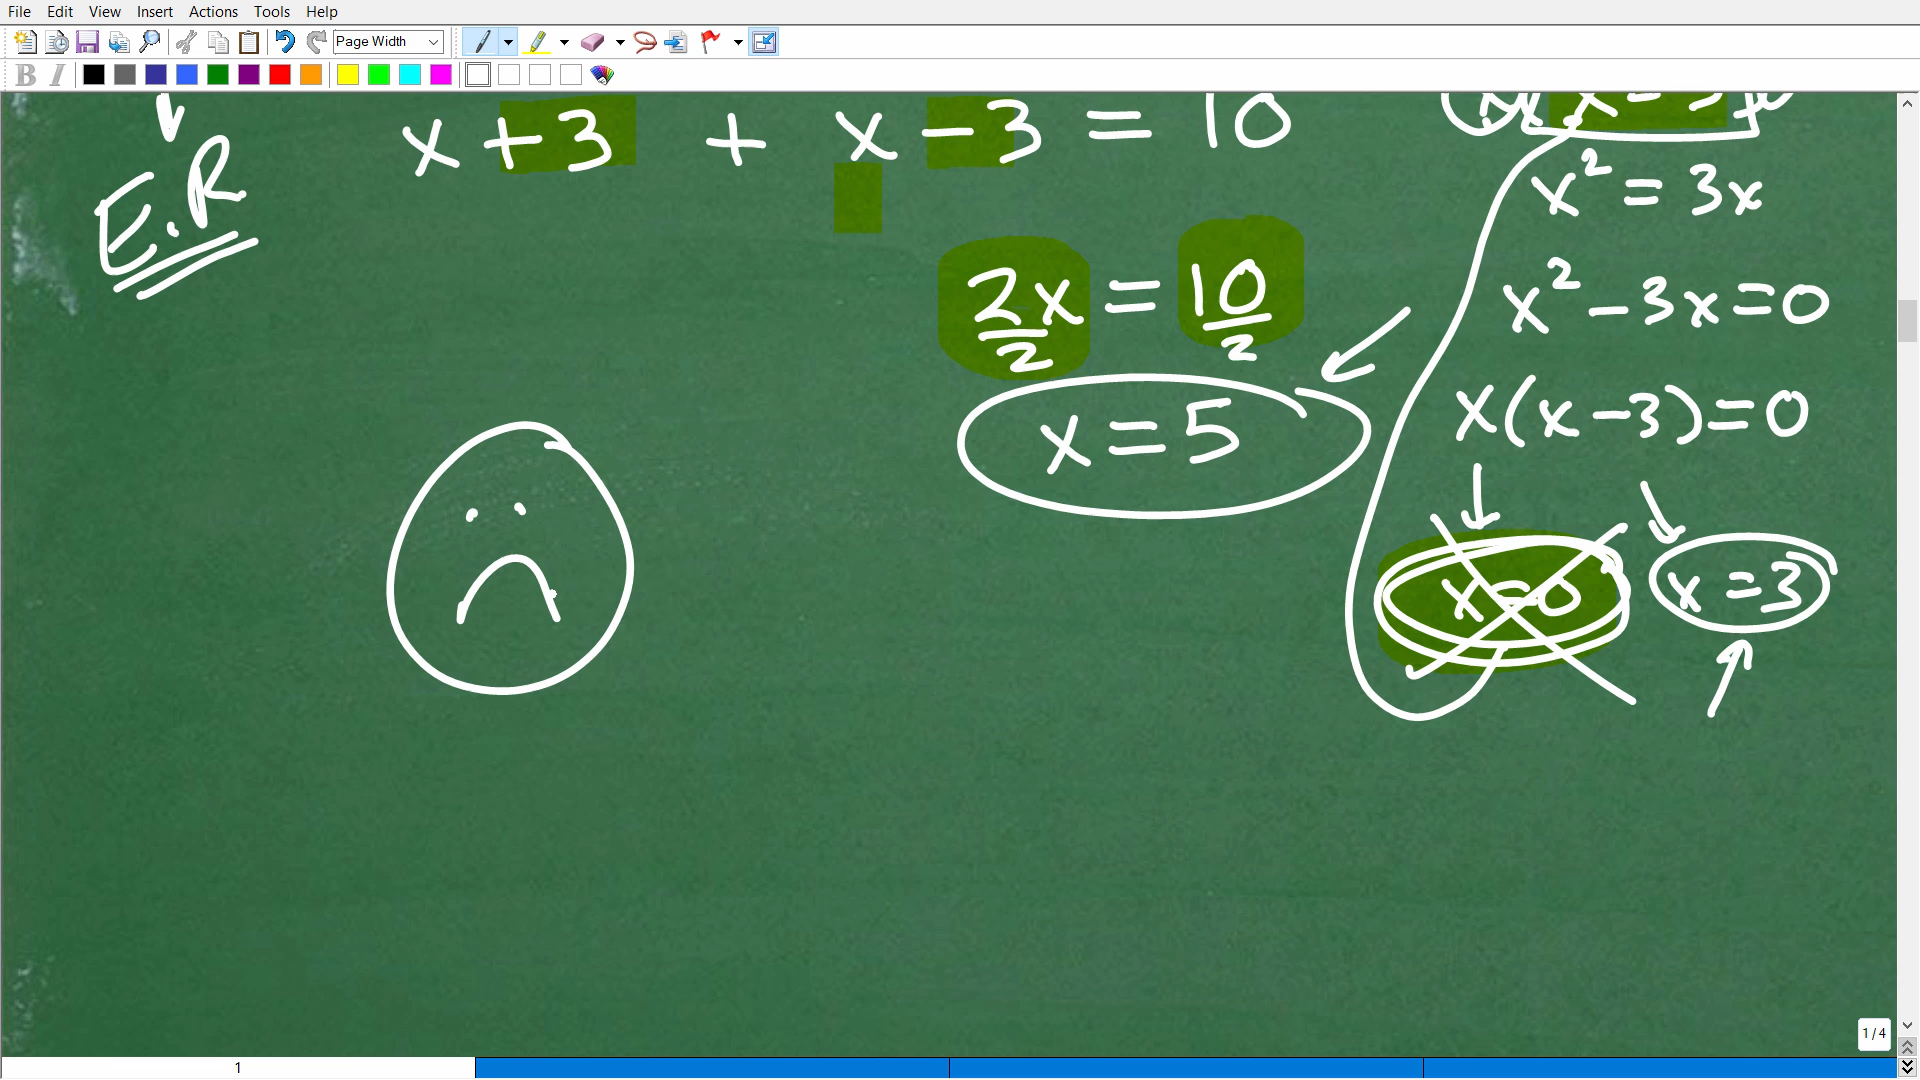 File Edit View Insert Actions Tools Help
Page Width
B I
x + 3 + x - 3 = 10
E.R
2x = 10
2 2
x = 5
x² = 3x
x² - 3x = 0
x(x - 3) = 0
x = 0
x = 3
1 / 4
1